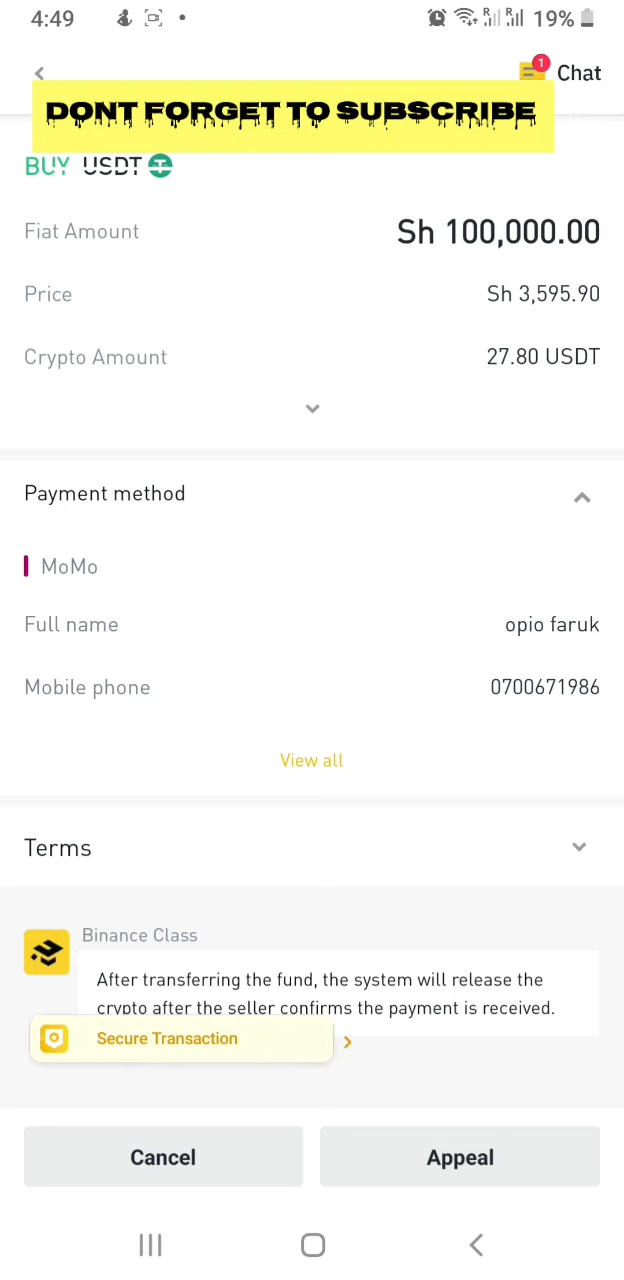 4:49
19%
1
Chat
DONT FORGET TO SUBSCRIBE
BUY USDT
Fiat Amount Sh 100,000.00
Price Sh 3,595.90
Crypto Amount 27.80 USDT
Payment method
MoMo
Full name opio faruk
Mobile phone 0700671986
View all
Terms
Binance Class
After transferring the fund, the system will release the
crypto after the seller confirms the payment is received.
Secure Transaction
Cancel Appeal